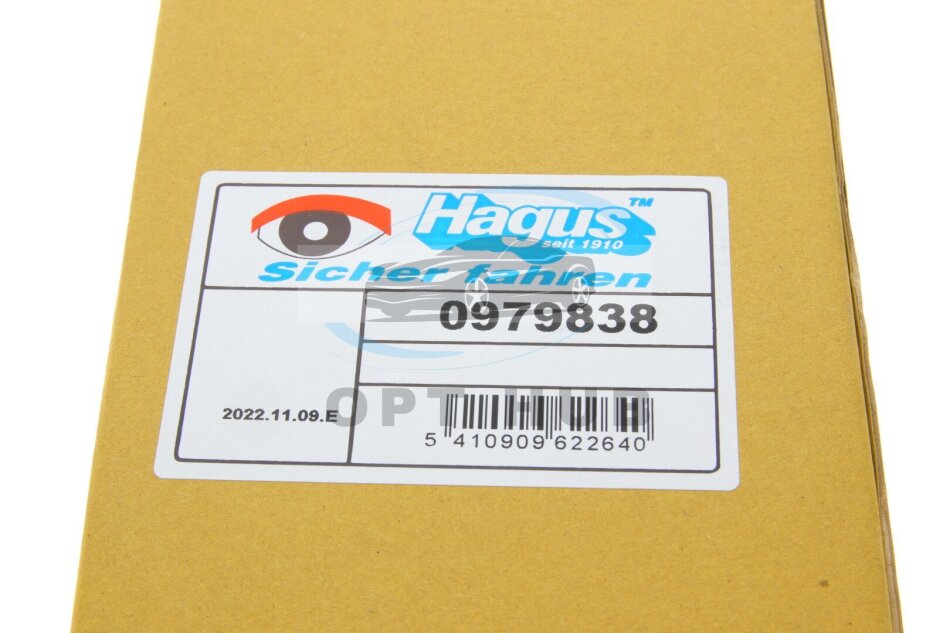 Hagus™
seit 1910
Sicher fahren
0979838
OPT HUB
2022.11.09.E
5 410909 622640